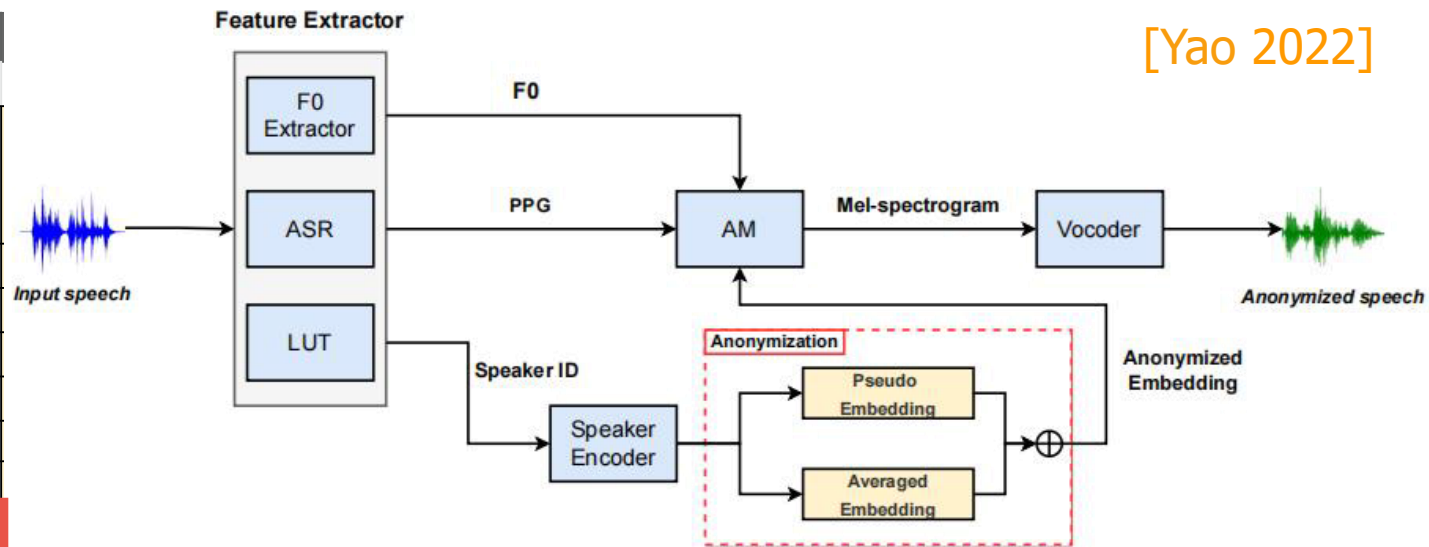 Feature Extractor
[Yao 2022]
F0
Extractor
F0
ASR
PPG
AM
Mel-spectrogram
Vocoder
Input speech
Anonymized speech
LUT
Speaker ID
Anonymization
Pseudo
Embedding
Anonymized
Embedding
Speaker
Encoder
Averaged
Embedding